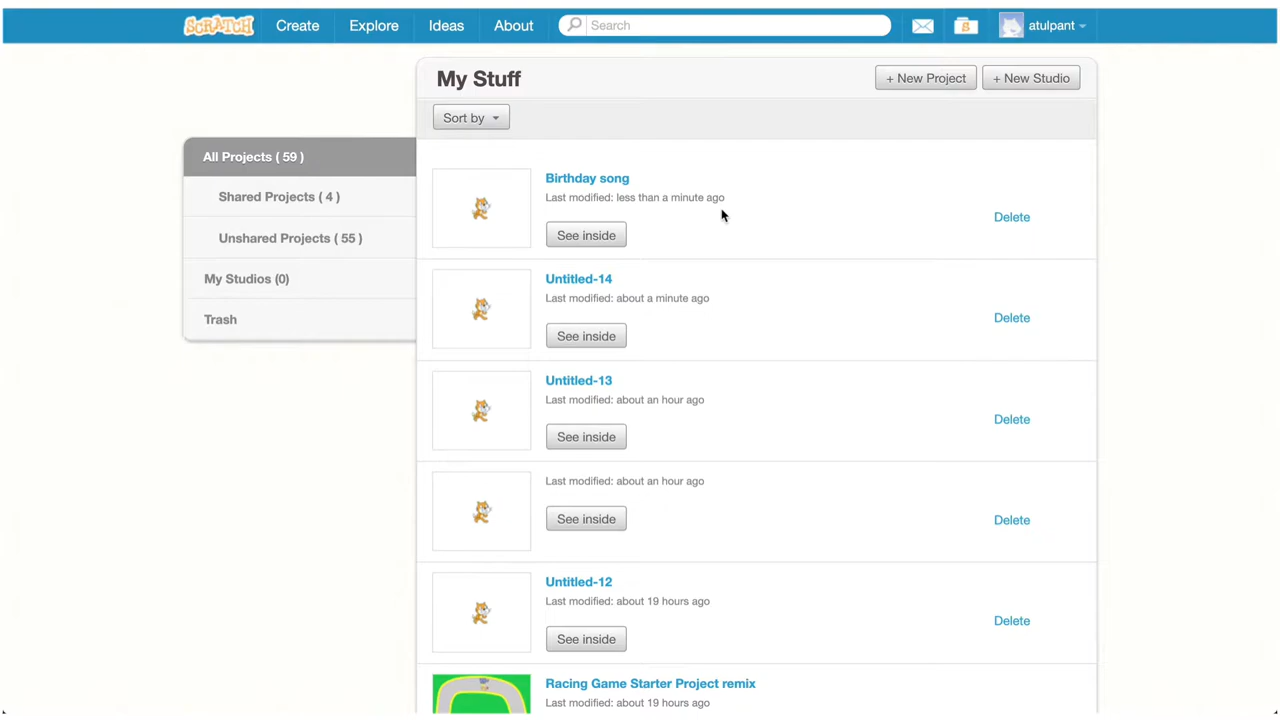 SCRATCH Create Explore Ideas About Search S atulpant
My Stuff + New Project + New Studio
Sort by
All Projects ( 59 )
Shared Projects ( 4 )
Unshared Projects ( 55 )
My Studios (0)
Trash
Birthday song
Last modified: less than a minute ago
See inside
Delete
Untitled-14
Last modified: about a minute ago
See inside
Delete
Untitled-13
Last modified: about an hour ago
See inside
Delete
Last modified: about an hour ago
See inside
Delete
Untitled-12
Last modified: about 19 hours ago
See inside
Delete
Racing Game Starter Project remix
Last modified: about 19 hours ago